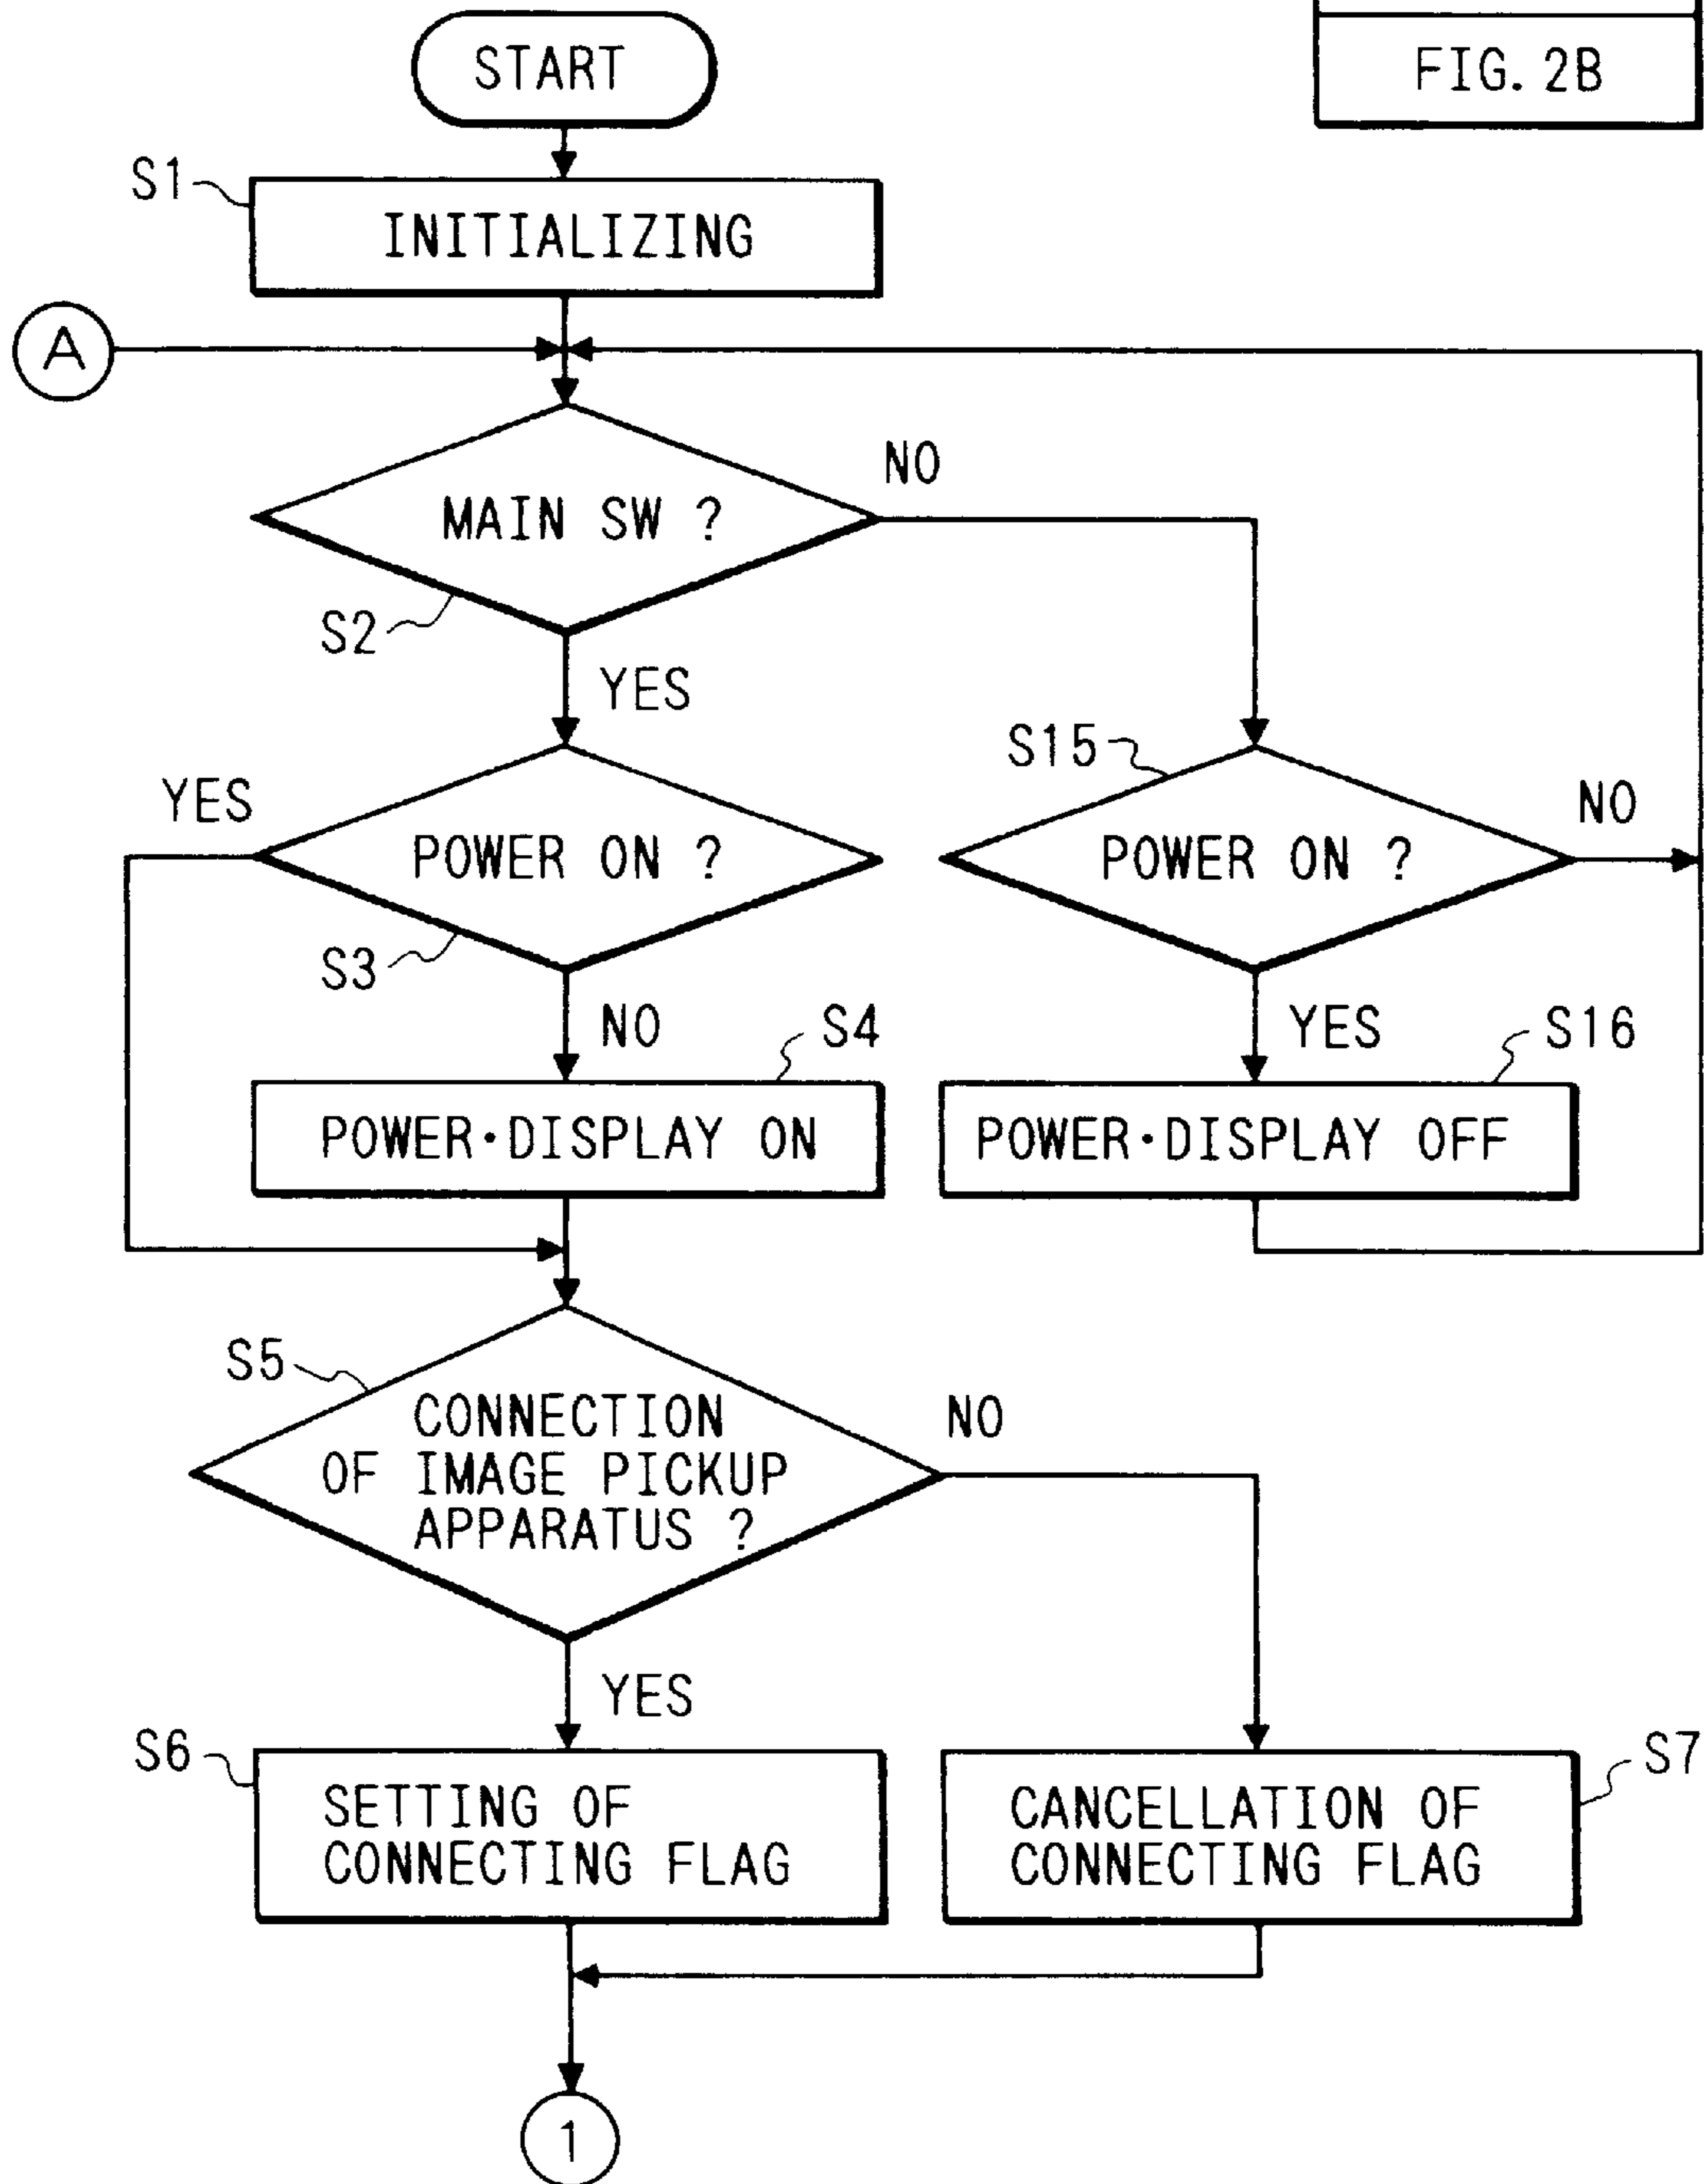 START
FIG. 2B
S1
INITIALIZING
A
MAIN SW ?
NO
S2
YES
S15
YES
POWER ON ?
POWER ON ?
NO
S3
NO
S4
YES
S16
POWER·DISPLAY ON
POWER·DISPLAY OFF
S5
CONNECTION
OF IMAGE PICKUP
APPARATUS ?
NO
YES
S6
SETTING OF
CONNECTING FLAG
CANCELLATION OF
CONNECTING FLAG
S7
1